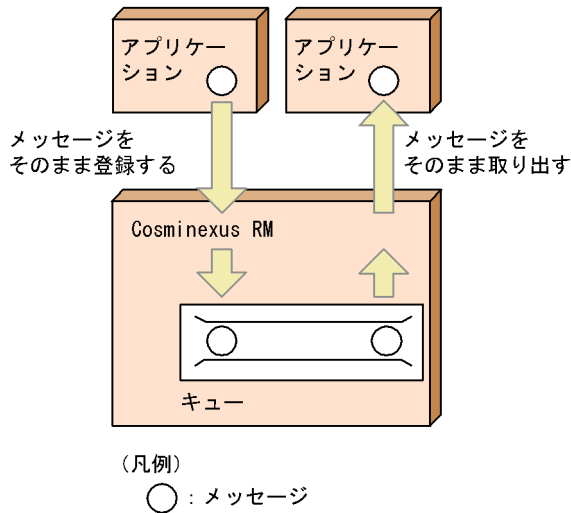 アプリケー
ション
アプリケー
ション
メッセージを
そのまま登録する
メッセージを
そのまま取り出す
Cosminexus RM
キュー
（凡例）
：メッセージ